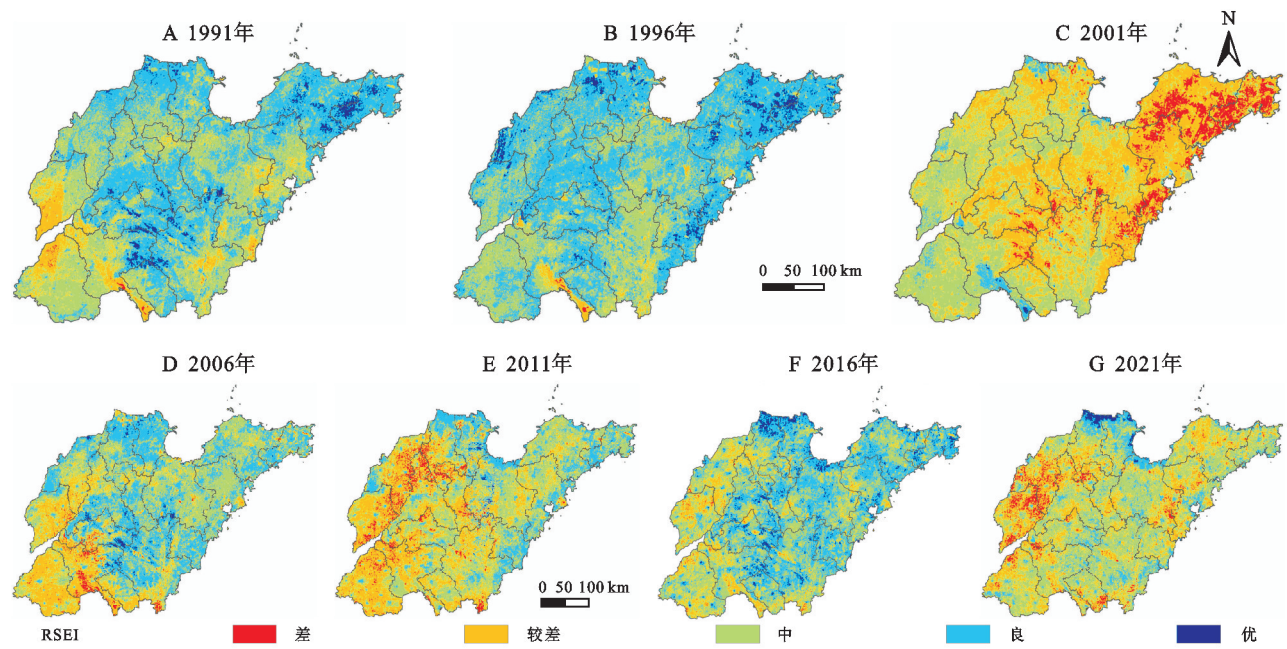 A 1991年
B 1996年
C 2001年
N
0 50 100 km
D 2006年
E 2011年
F 2016年
G 2021年
0 50 100 km
RSEI
差
较差
中
良
优